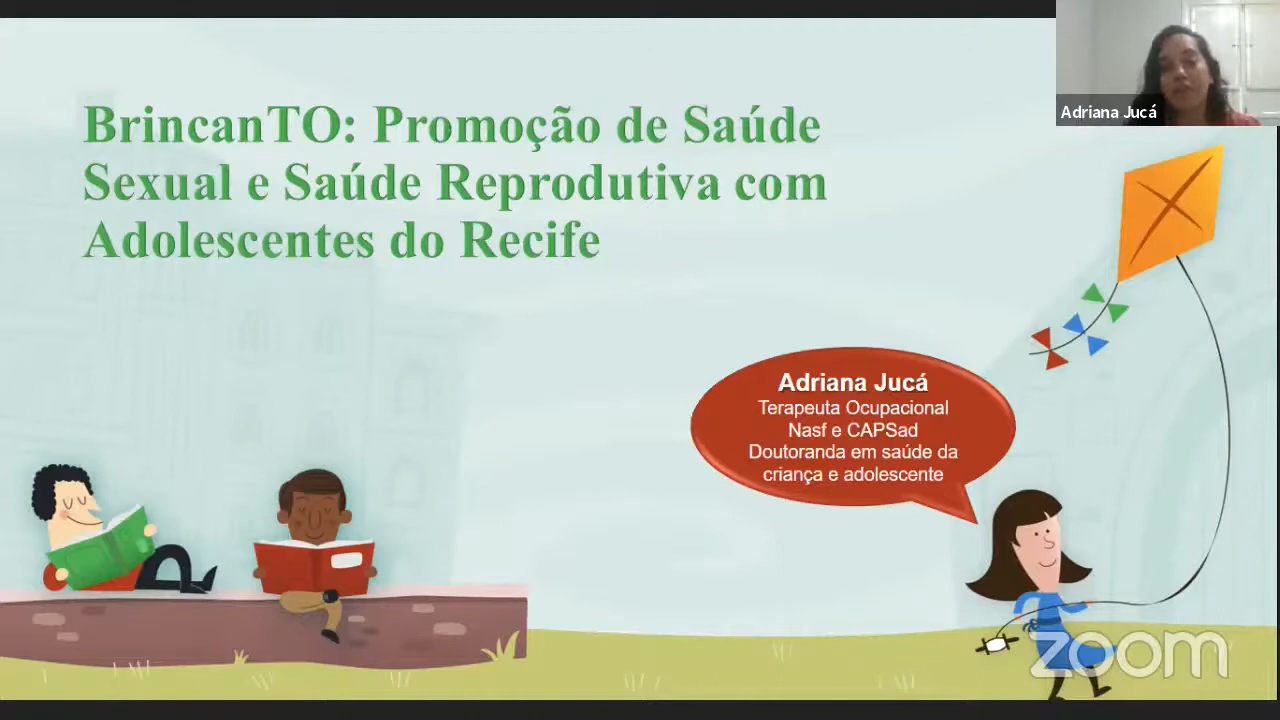 BrincanTO: Promoção de Saúde
Sexual e Saúde Reprodutiva com
Adolescentes do Recife
Adriana Jucá
Adriana Jucá
Terapeuta Ocupacional
Nasf e CAPSad
Doutoranda em saúde da
criança e adolescente
zoom